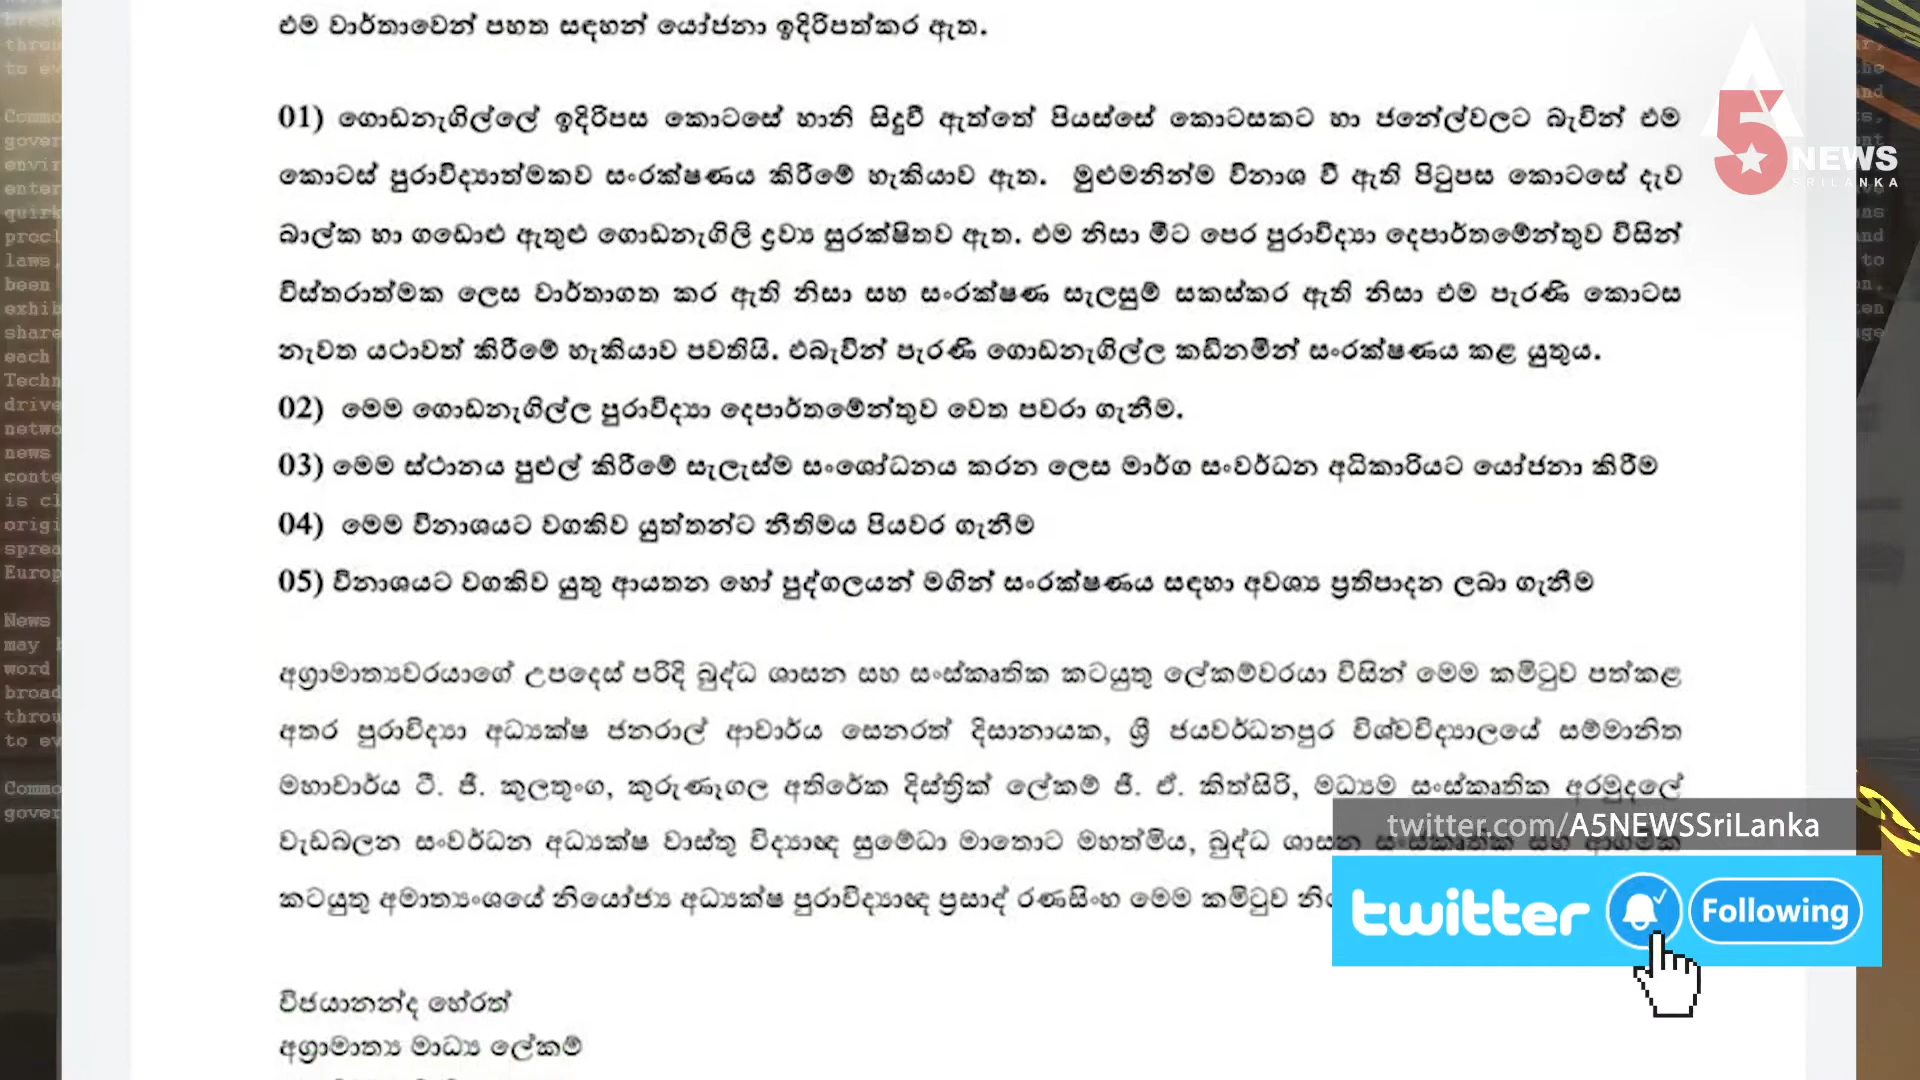 එම වාර්තාවෙන් පහත සඳහන් යෝජනා ඉදිරිපත්කර ඇත.
01) ගොඩනැගිල්ලේ ඉදිරිපස කොටසේ හානි සිදුවී ඇත්තේ පියස්සේ කොටසකට හා ජනේල්වලට බැවින් එම
කොටස් පුරාවිද්‍යාත්මකව සංරක්ෂණය කිරීමේ හැකියාව ඇත. මුළුමනින්ම විනාශ වී ඇති පිටුපස කොටසේ දැව
බාල්ක හා ගඩොළු ඇතුළු ගොඩනැගිලි ද්‍රව්‍ය සුරක්ෂිතව ඇත. එම නිසා මීට පෙර පුරාවිද්‍යා දෙපාර්තමේන්තුව විසින්
විස්තරාත්මක ලෙස වාර්තාගත කර ඇති නිසා සහ සංරක්ෂණ සැලසුම් සකස්කර ඇති නිසා එම පැරණි කොටස
නැවත යථාවත් කිරීමේ හැකියාව පවතියි. එබැවින් පැරණි ගොඩනැගිල්ල කඩිනමින් සංරක්ෂණය කළ යුතුය.
02) මෙම ගොඩනැගිල්ල පුරාවිද්‍යා දෙපාර්තමේන්තුව වෙත පවරා ගැනීම.
03) මෙම ස්ථානය පුළුල් කිරීමේ සැලැස්ම සංශෝධනය කරන ලෙස මාර්ග සංවර්ධන අධිකාරියට යෝජනා කිරීම
04) මෙම විනාශයට වගකිව යුත්තන්ට නීතිමය පියවර ගැනීම
05) විනාශයට වගකිව යුතු ආයතන හෝ පුද්ගලයන් මගින් සංරක්ෂණය සඳහා අවශ්‍ය ප්‍රතිපාදන ලබා ගැනීම
අග්‍රාමාත්‍යවරයාගේ උපදෙස් පරිදි බුද්ධ ශාසන සහ සංස්කෘතික කටයුතු ලේකම්වරයා විසින් මෙම කමිටුව පත්කළ
අතර පුරාවිද්‍යා අධ්‍යක්ෂ ජනරාල් ආචාර්ය සෙනරත් දිසානායක, ශ්‍රී ජයවර්ධනපුර විශ්වවිද්‍යාලයේ සම්මානිත
මහාචාර්ය ටී. ජී. කුලතුංග, කුරුණෑගල අතිරේක දිස්ත්‍රික් ලේකම් ජී. ඒ. කිත්සිරි, මධ්‍යම සංස්කෘතික අරමුදලේ
වැඩබලන සංවර්ධන අධ්‍යක්ෂ වාස්තු විද්‍යාඥ සුමේධා මාතොට මහත්මිය, බුද්ධ ශාසන සංස්කෘතික සහ ආගමික
කටයුතු අමාත්‍යංශයේ නියෝජ්‍ය අධ්‍යක්ෂ පුරාවිද්‍යාඥ ප්‍රසාද් රණසිංහ මෙම කමිටුව
විජයානන්ද හේරත්
අග්‍රාමාත්‍ය මාධ්‍ය ලේකම්
A5 NEWS
SRILANKA
twitter.com/A5NEWSSriLanka
twitter Following